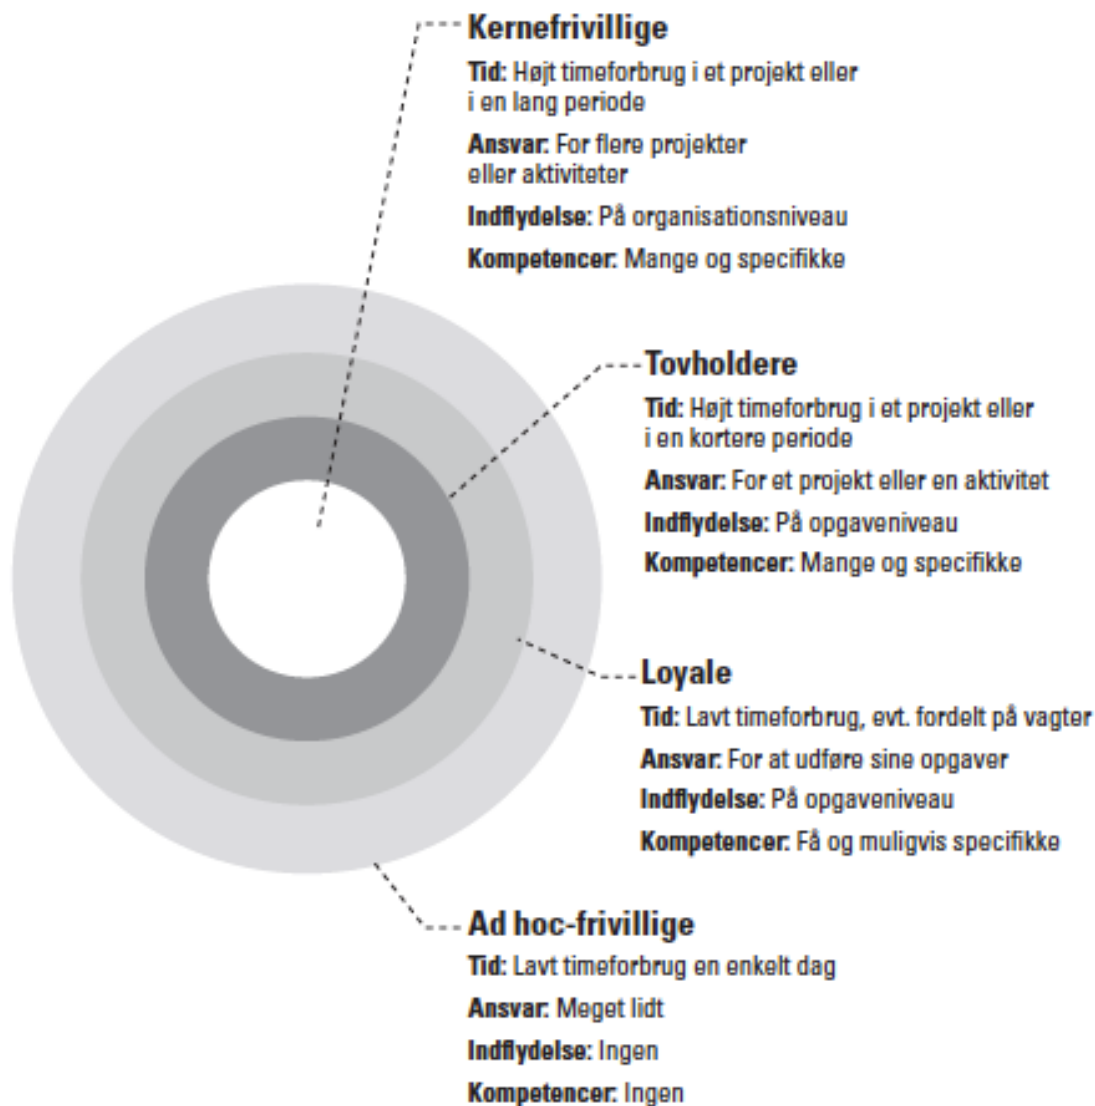 Kernefrivillige
Tid: Højt timeforbrug i et projekt eller
i en lang periode
Ansvar: For flere projekter
eller aktiviteter
Indflydelse: På organisationsniveau
Kompetencer: Mange og specifikke
Tovholdere
Tid: Højt timeforbrug i et projekt eller
i en kortere periode
Ansvar: For et projekt eller en aktivitet
Indflydelse: På opgaveniveau
Kompetencer: Mange og specifikke
Loyale
Tid: Lavt timeforbrug, evt. fordelt på vagter
Ansvar: For at udføre sine opgaver
Indflydelse: På opgaveniveau
Kompetencer: Få og muligvis specifikke
Ad hoc-frivillige
Tid: Lavt timeforbrug en enkelt dag
Ansvar: Meget lidt
Indflydelse: Ingen
Kompetencer: Ingen